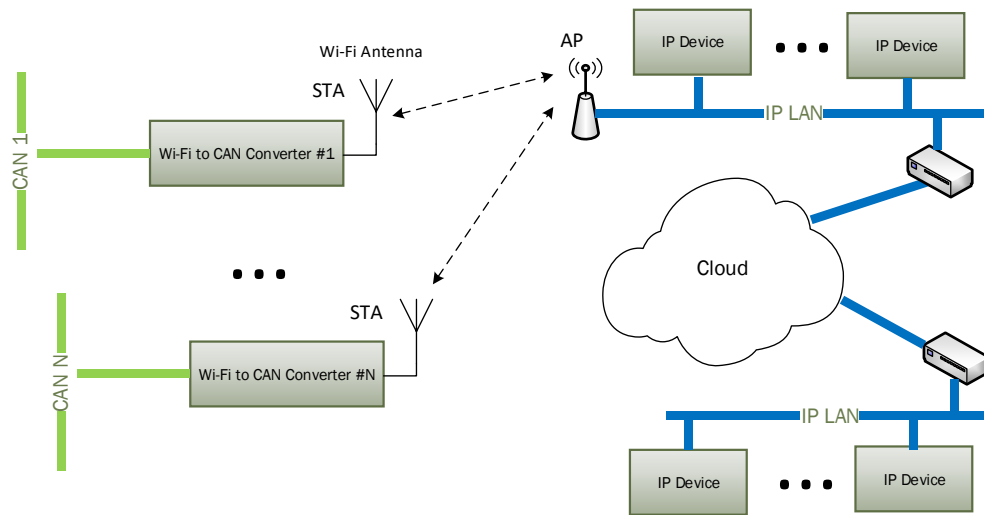 IP Device
IP Device
AP
Wi-Fi Antenna
STA
IP LAN
CAN 1
Wi-Fi to CAN Converter #1
Cloud
STA
CAN N
Wi-Fi to CAN Converter #N
IP LAN
IP Device
IP Device